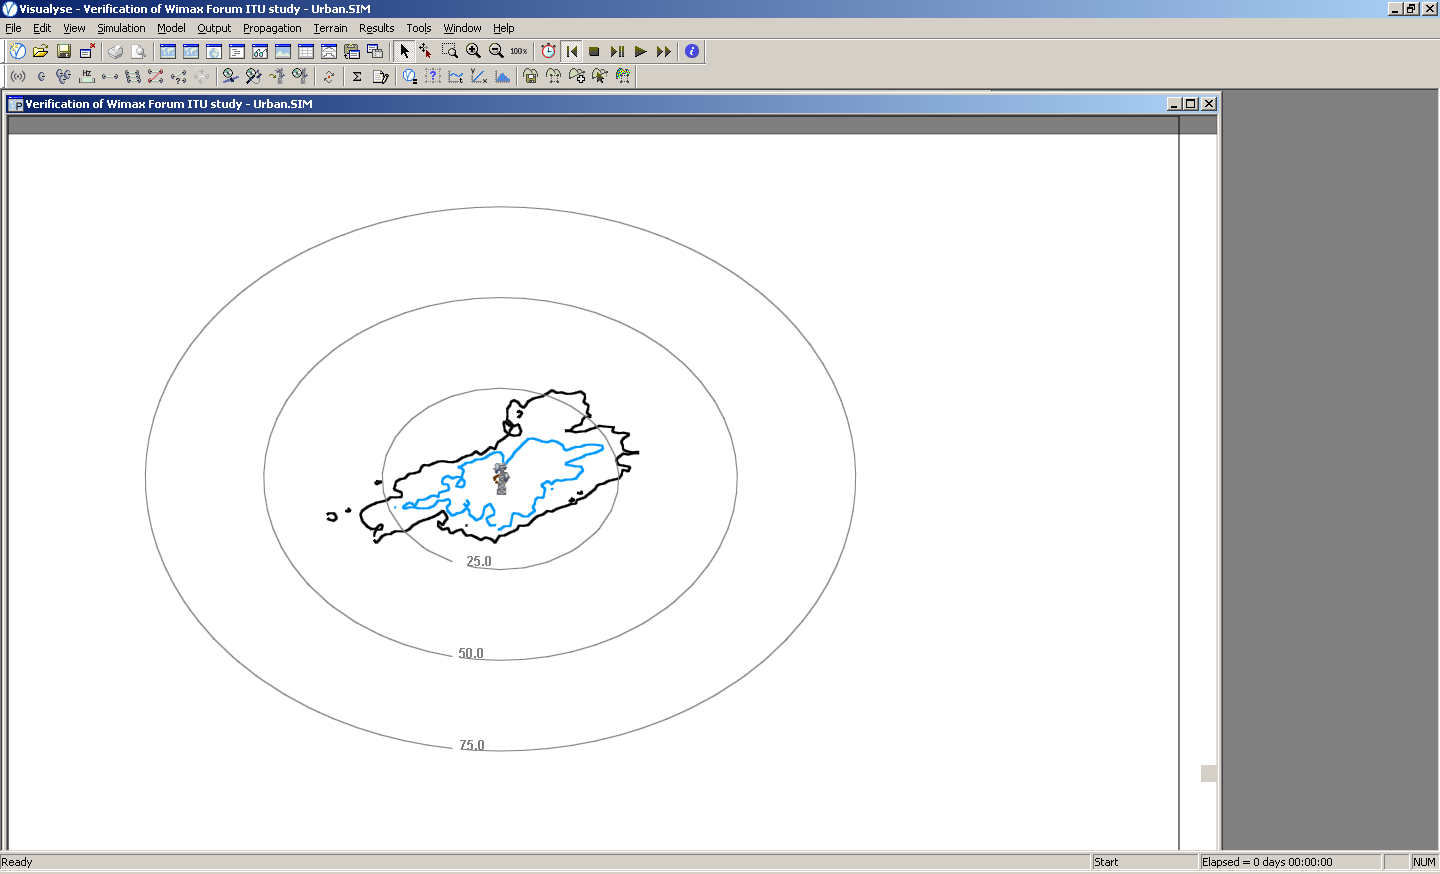 Visualyse - Verification of Wimax Forum ITU study - Urban.SIM
File Edit View Simulation Model Output Propagation Terrain Results Tools Window Help
100%
Hz
Verification of Wimax Forum ITU study - Urban.SIM
25.0
50.0
75.0
Ready Start Elapsed = 0 days 00:00:00 NUM